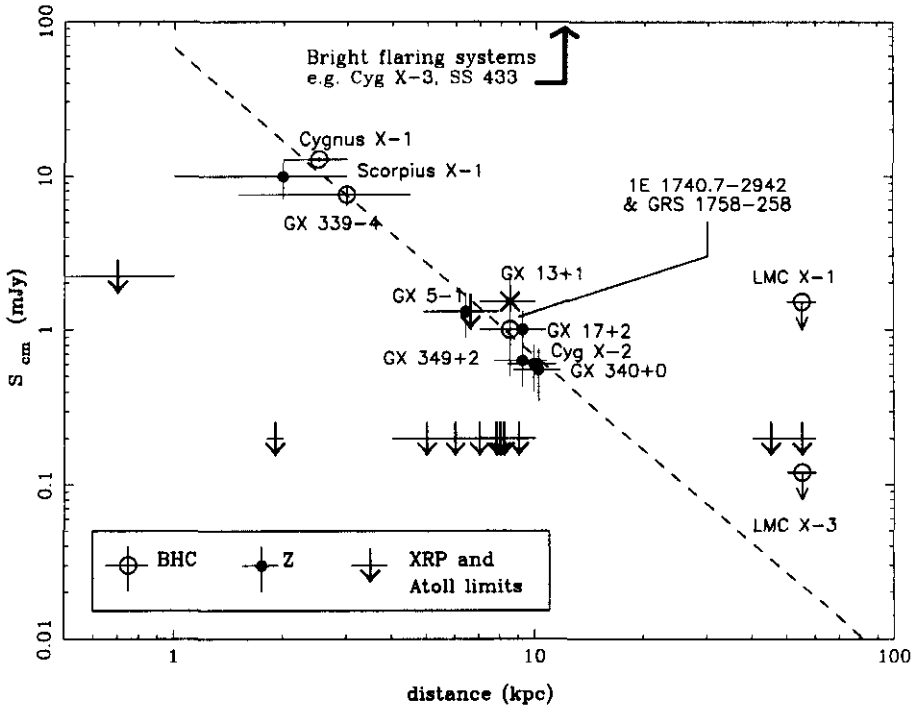 100
Bright flaring systems
e.g. Cyg X-3, SS 433
Cygnus X-1
Scorpius X-1
10
1E 1740.7-2942
& GRS 1758-258
GX 339-4
GX 13+1
LMC X-1
GX 5-1
S cm (mJy)
1
GX 17+2
GX 349+2
Cyg X-2
GX 340+0
0.1
LMC X-3
BHC
Z
XRP and
Atoll limits
0.01
1
10
100
distance (kpc)